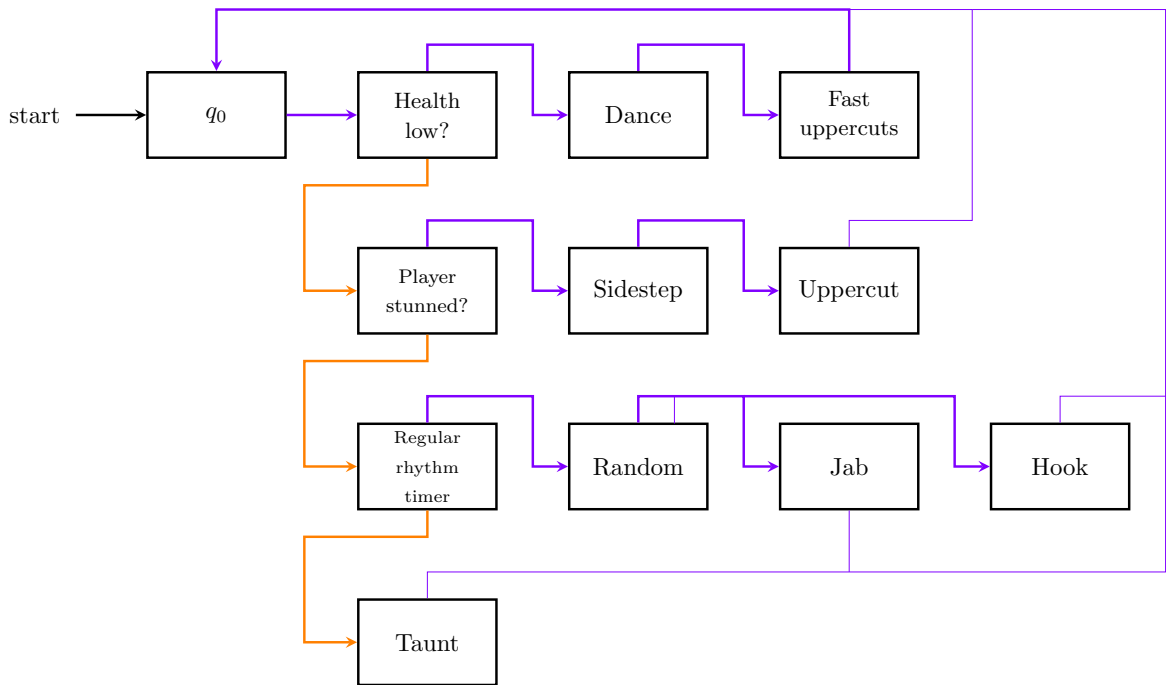 start
q₀
Health
low?
Dance
Fast
uppercuts
Player
stunned?
Sidestep
Uppercut
Regular
rhythm
timer
Random
Jab
Hook
Taunt